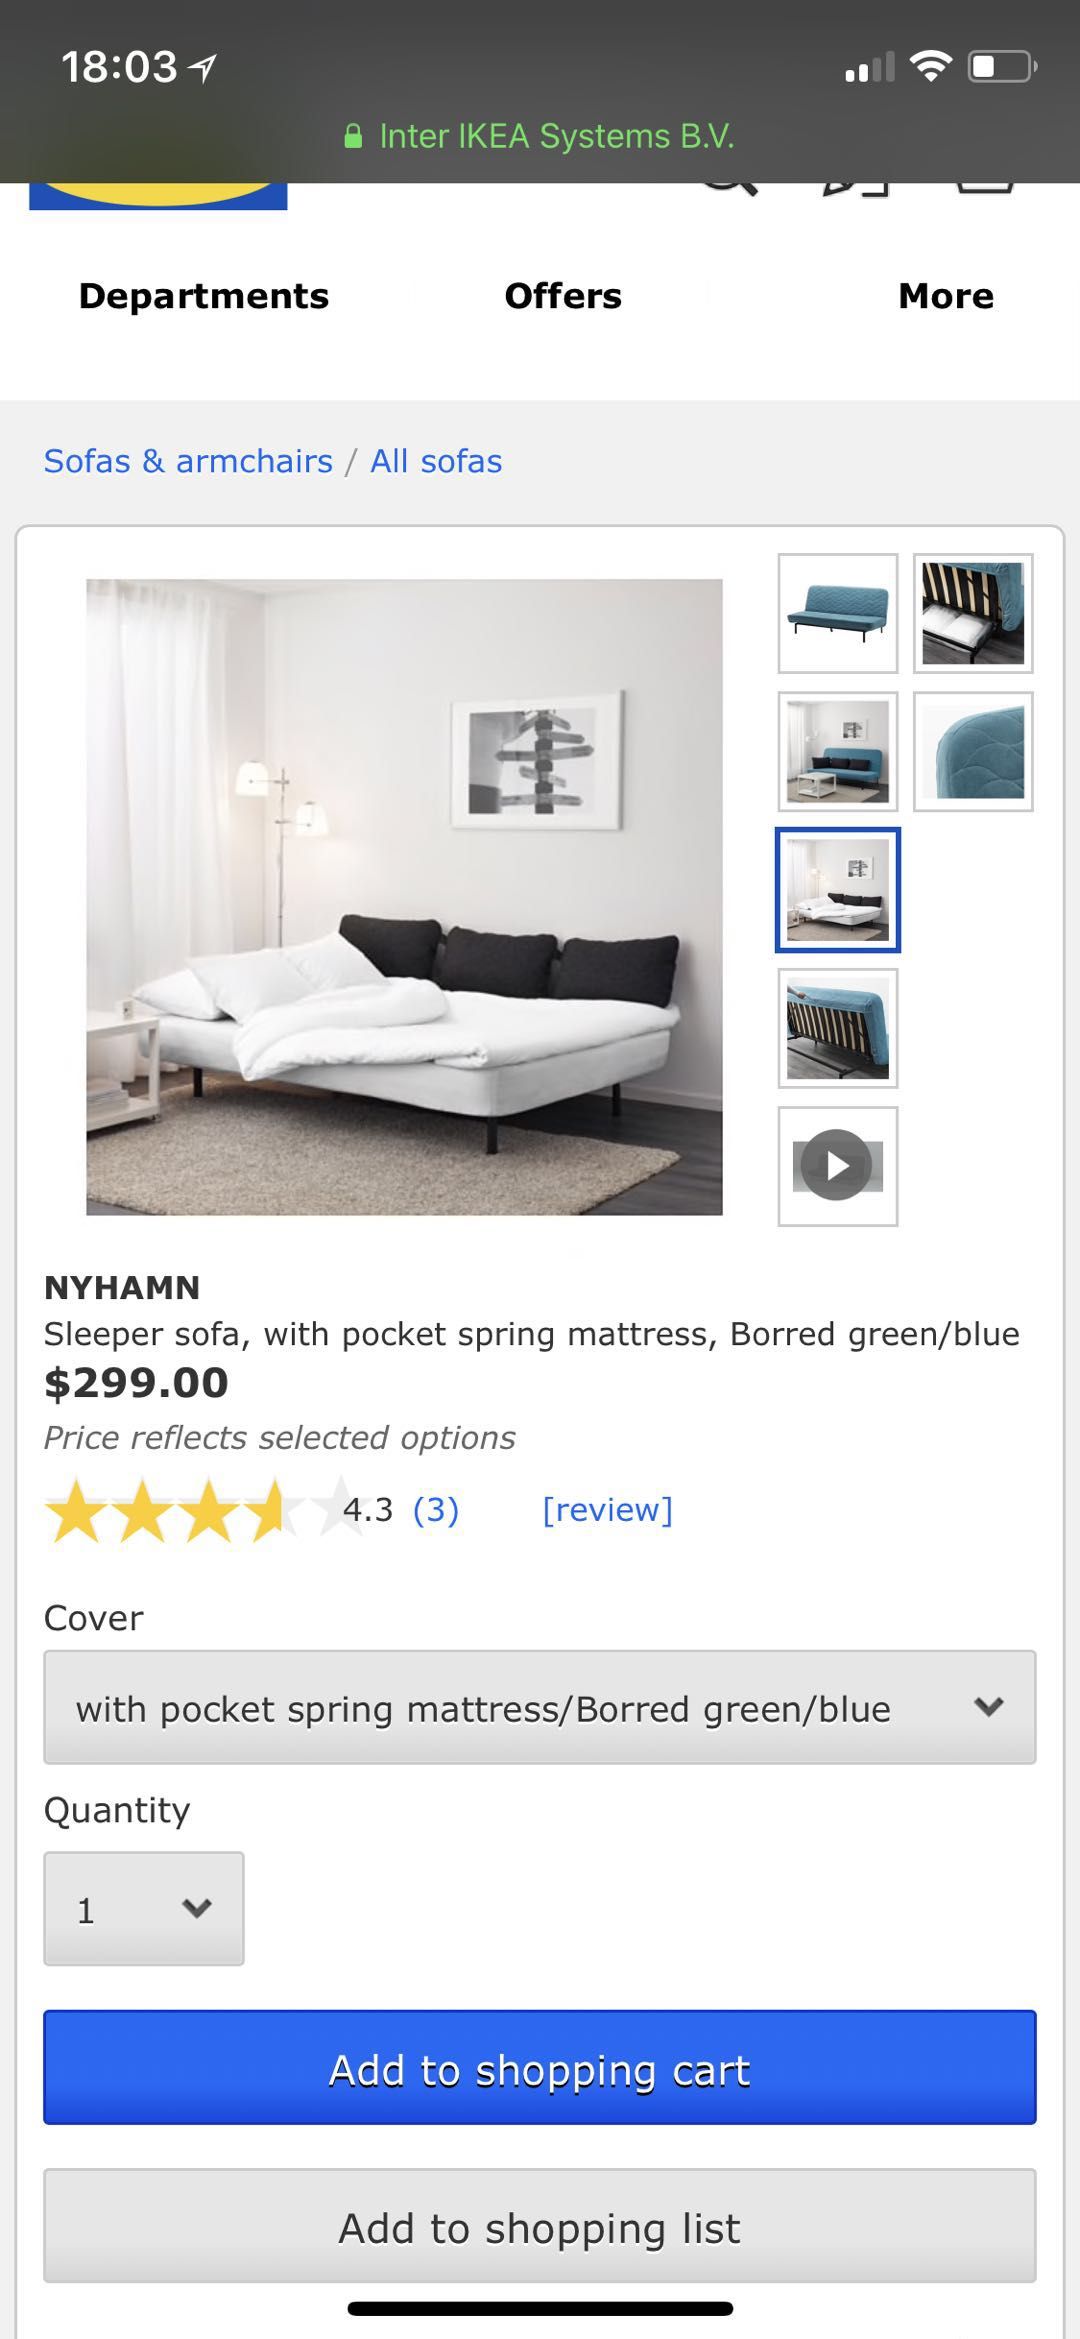 18:03
Inter IKEA Systems B.V.
Departments Offers More
Sofas & armchairs / All sofas
NYHAMN
Sleeper sofa, with pocket spring mattress, Borred green/blue
$299.00
Price reflects selected options
4.3 (3) [review]
Cover
with pocket spring mattress/Borred green/blue
Quantity
1
Add to shopping cart
Add to shopping list